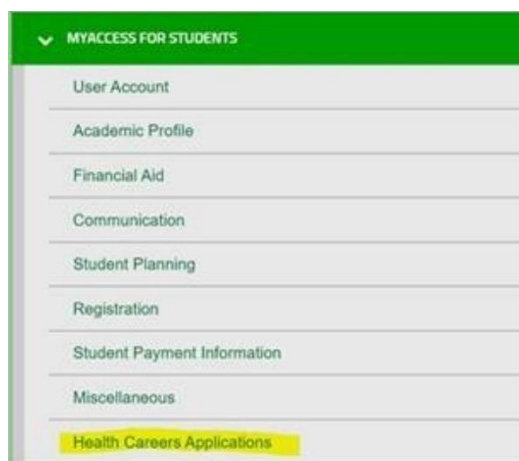 MYACCESS FOR STUDENTS
User Account
Academic Profile
Financial Aid
Communication
Student Planning
Registration
Student Payment Information
Miscellaneous
Health Careers Applications